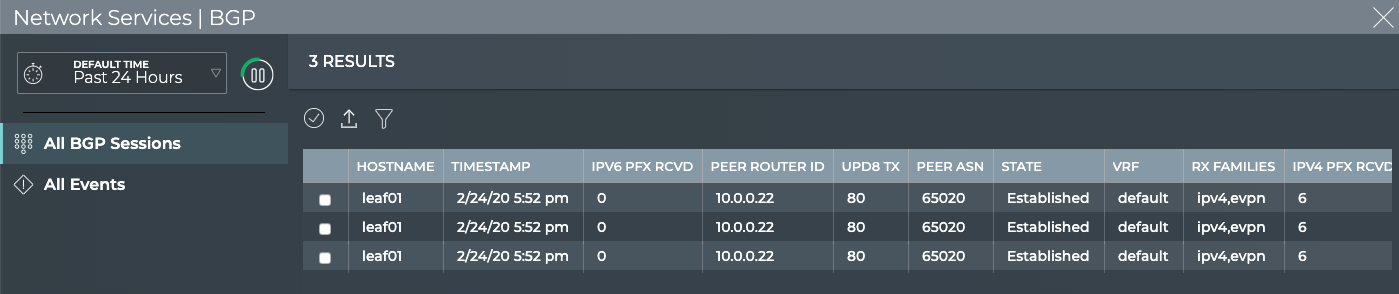 Network Services | BGP
DEFAULT TIME
Past 24 Hours
All BGP Sessions
All Events
3 RESULTS
HOSTNAME TIMESTAMP IPV6 PFX RCVD PEER ROUTER ID UPD8 TX PEER ASN STATE VRF RX FAMILIES IPV4 PFX RCVD
leaf01 2/24/20 5:52 pm 0 10.0.0.22 80 65020 Established default ipv4,evpn 6
leaf01 2/24/20 5:52 pm 0 10.0.0.22 80 65020 Established default ipv4,evpn 6
leaf01 2/24/20 5:52 pm 0 10.0.0.22 80 65020 Established default ipv4,evpn 6